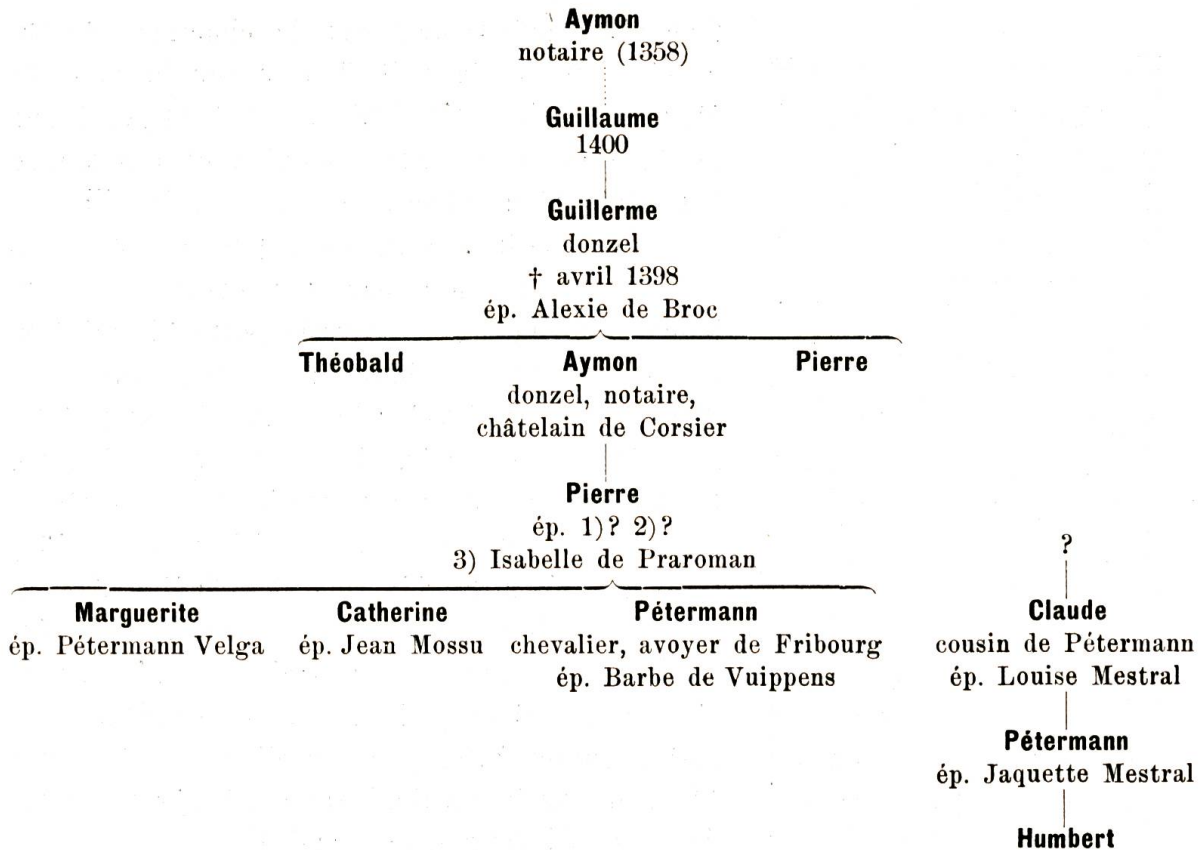 Aymon
notaire (1358)
Guillaume
1400
Guillerme
donzel
† avril 1398
ép. Alexie de Broc
Théobald Aymon Pierre
donzel, notaire,
châtelain de Corsier
Pierre
ép. 1)? 2)?
3) Isabelle de Praroman
Marguerite Catherine Pétermann
ép. Pétermann Velga ép. Jean Mossu chevalier, avoyer de Fribourg
ép. Barbe de Vuippens
?
Claude
cousin de Pétermann
ép. Louise Mestral
Pétermann
ép. Jaquette Mestral
Humbert